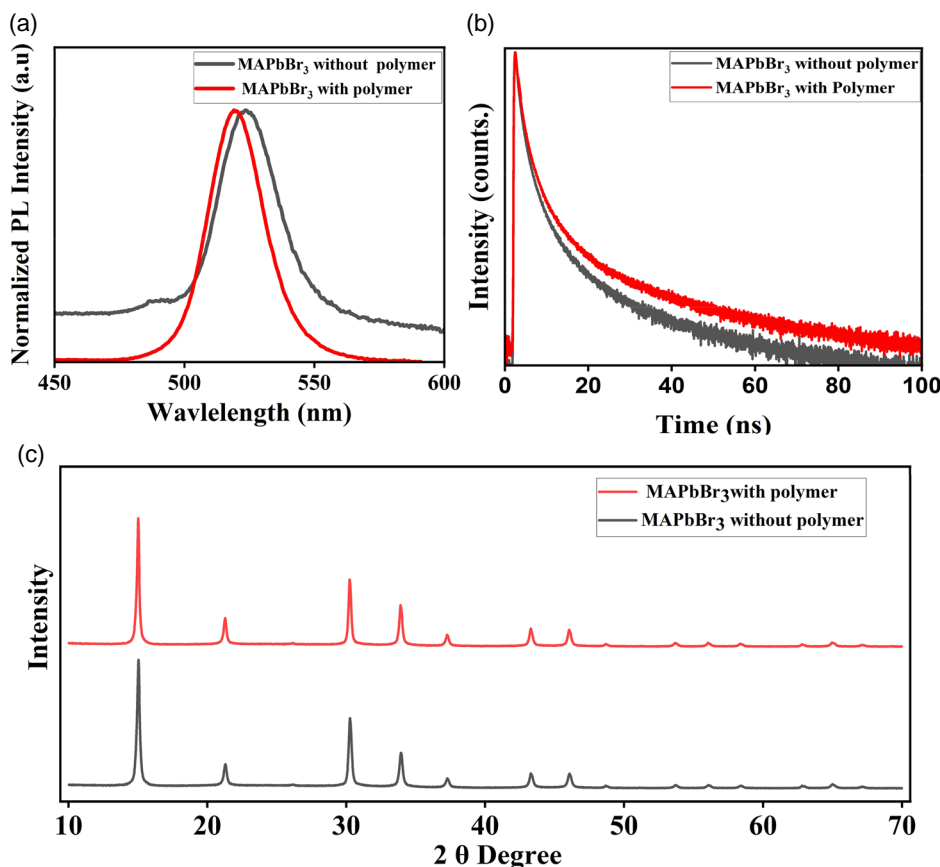 (a)
Normalized PL Intensity (a.u)
MAPbBr₃ without polymer
MAPbBr₃ with polymer
450
500
550
600
Wavlelength (nm)
(b)
Intensity (counts.)
MAPbBr₃ without polymer
MAPbBr₃ with Polymer
0
20
40
60
80
100
Time (ns)
(c)
Intensity
MAPbBr₃with polymer
MAPbBr₃ without polymer
10
20
30
40
50
60
70
2 θ Degree